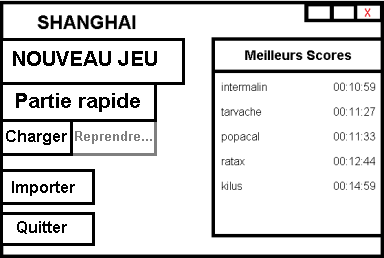 SHANGHAI
X
NOUVEAU JEU
Partie rapide
Charger
Reprendre...
Importer
Quitter
Meilleurs Scores
intermalin 00:10:59
tarvache 00:11:27
popacal 00:11:33
ratax 00:12:44
kilus 00:14:59